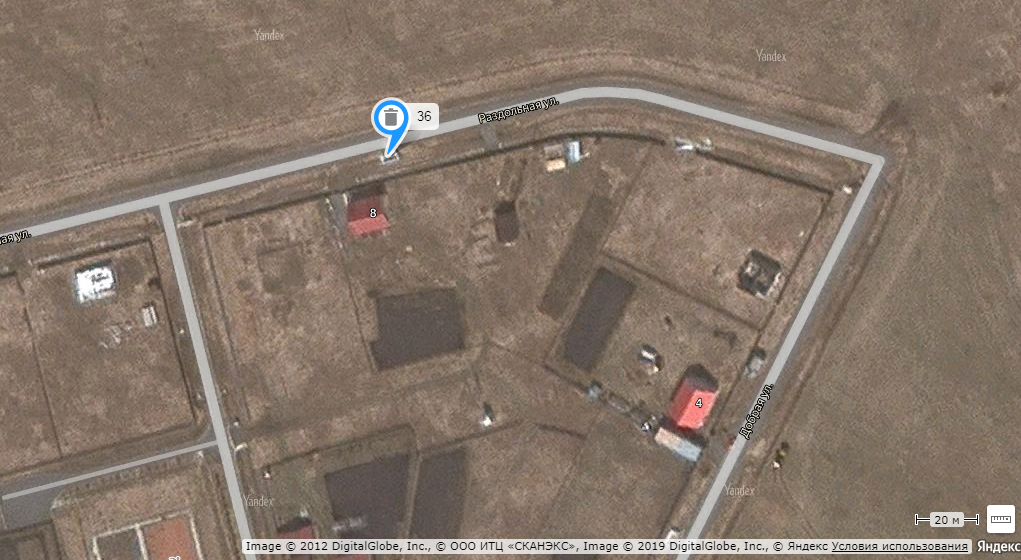 Yandex
Yandex
36
Раздольная ул.
8
ная ул.
4
Добрая ул.
Yandex
Yandex
20 м
Image © 2012 DigitalGlobe, Inc., © ООО ИТЦ «СКАНЭКС», Image © 2019 DigitalGlobe, Inc., © Яндекс Условия использования
Яндекс